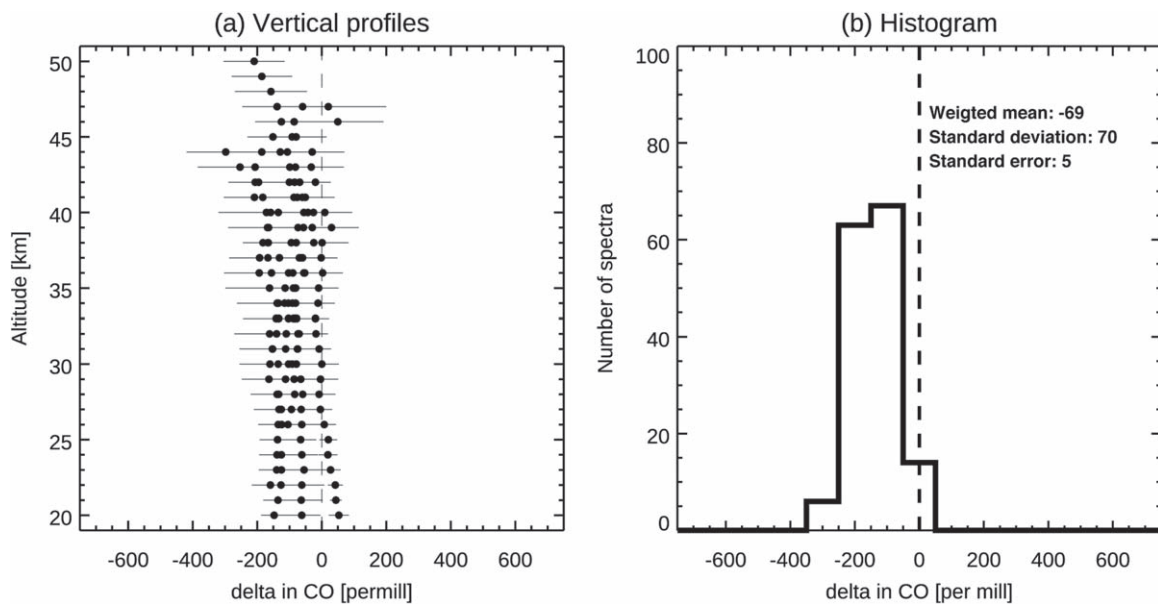 (a) Vertical profiles
50
45
40
35
30
25
20
Altitude [km]
-600 -400 -200 0 200 400 600
delta in CO [permill]
(b) Histogram
100
80
60
40
20
0
Number of spectra
Weigted mean: -69
Standard deviation: 70
Standard error: 5
-600 -400 -200 0 200 400 600
delta in CO [per mill]